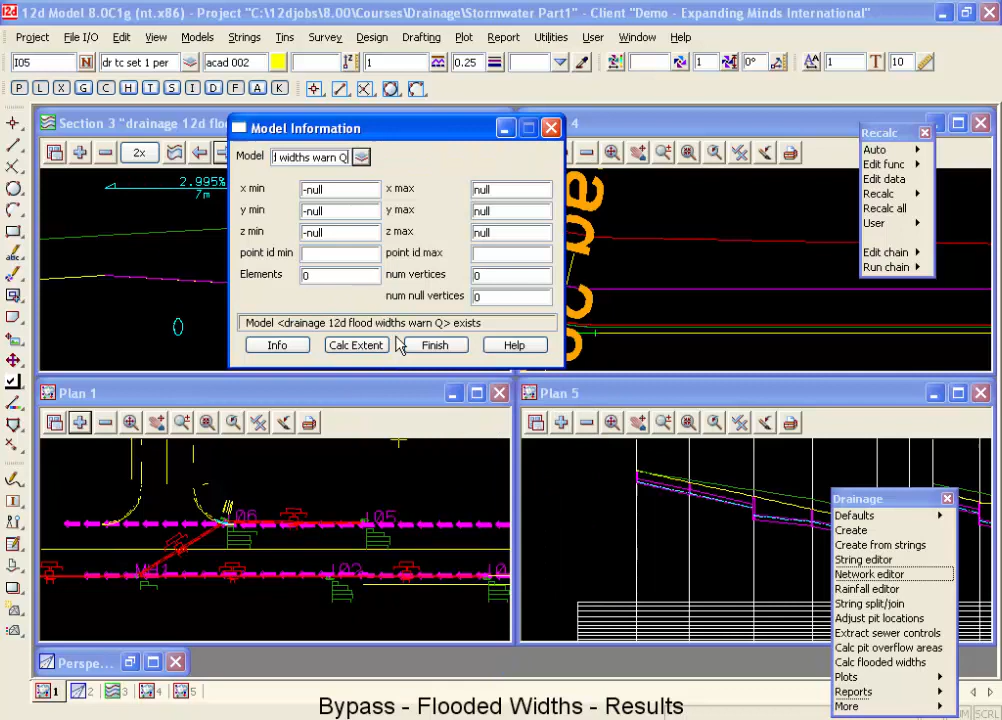 12d Model 8.0C1g (nt.x86) - Project "C:\12djobs\8.00\Courses\Drainage\Stormwater Part1" - Client "Demo - Expanding Minds International"
Project File I/O Edit View Models Strings Tins Survey Design Drafting Plot Report Utilities User Window Help
I05 N dr tc set 1 per acad 002 1 0.25 1 0° 1 T 10
P L X G C H T S I D F A K
Section 3 "drainage 12d flo
4
2x
2.995%
7m
0
Model Information
Model d widths warn Q
x min -null x max null
y min -null y max null
z min -null z max null
point id min point id max
Elements 0 num vertices 0
num null vertices 0
Model <drainage 12d flood widths warn Q> exists
Info Calc Extent Finish Help
Recalc
Auto
Edit func
Edit data
Recalc
Recalc all
User
Edit chain
Run chain
Plan 1
Plan 5
Drainage
Defaults
Create
Create from strings
String editor
Network editor
Rainfall editor
String split/join
Adjust pit locations
Extract sewer controls
Calc pit overflow areas
Calc flooded widths
Plots
Reports
More
Perspe...
1 2 3 4 5
Bypass - Flooded Widths - Results